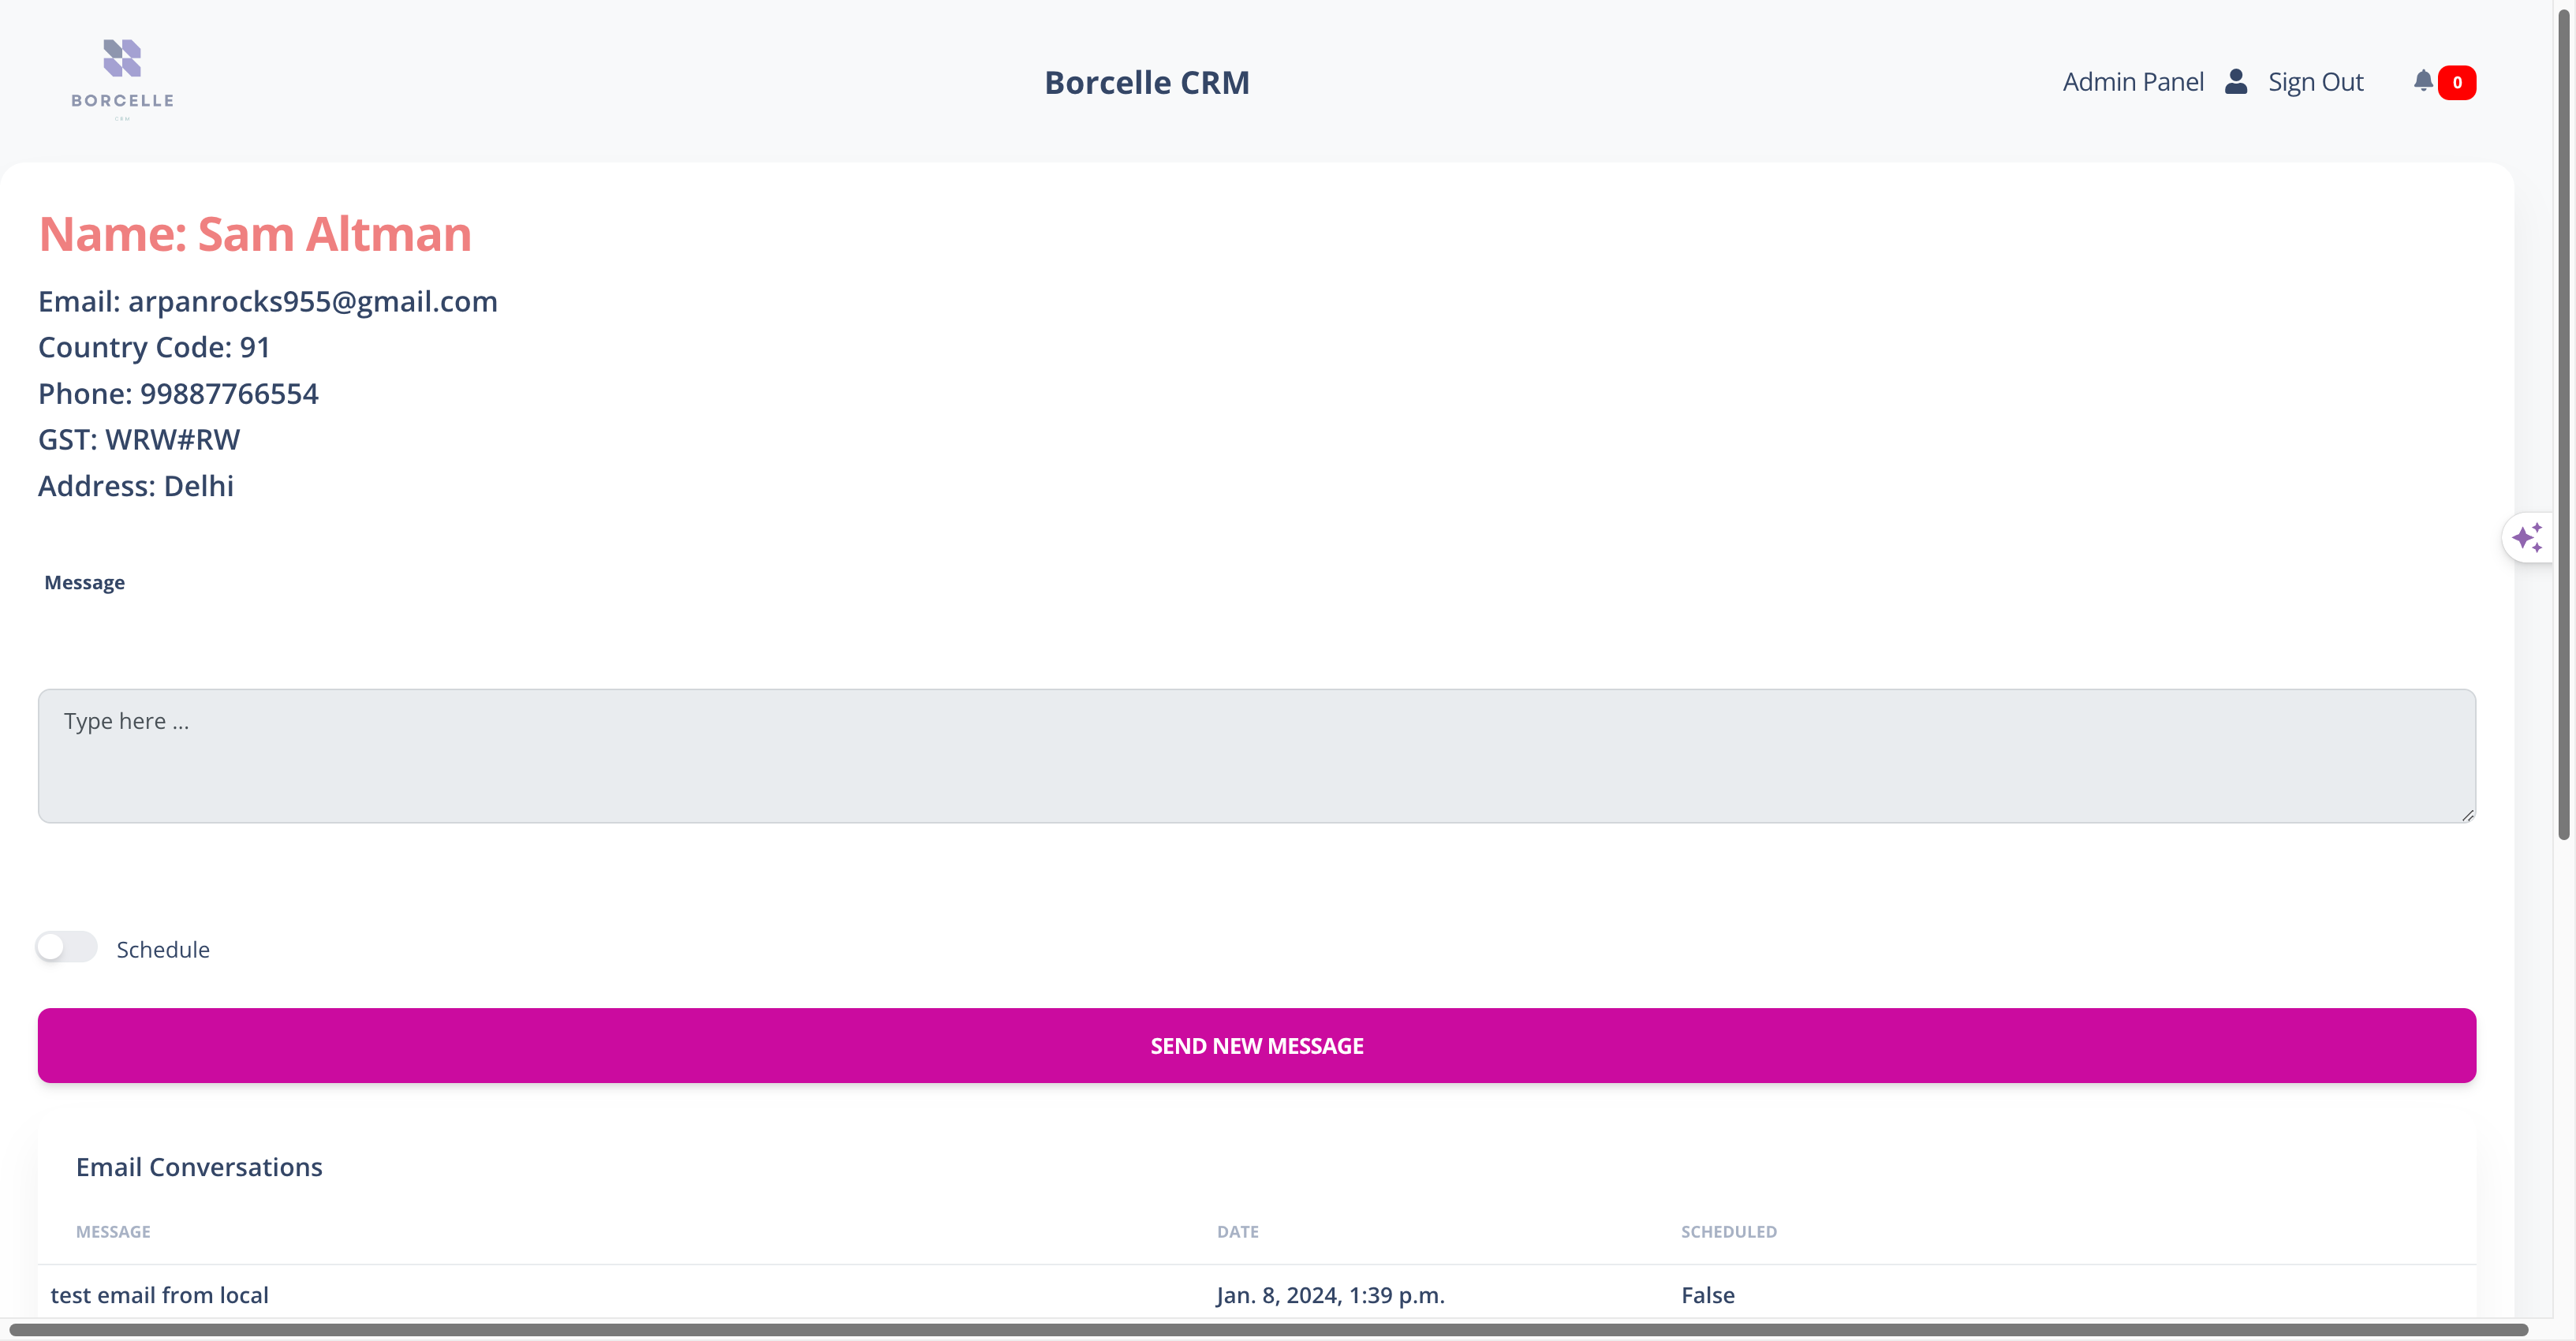 BORCELLE
CRM
Borcelle CRM
Admin Panel Sign Out 0
Name: Sam Altman
Email: arpanrocks955@gmail.com
Country Code: 91
Phone: 99887766554
GST: WRW#RW
Address: Delhi
Message
Type here ...
Schedule
SEND NEW MESSAGE
Email Conversations
MESSAGE DATE SCHEDULED
test email from local Jan. 8, 2024, 1:39 p.m. False